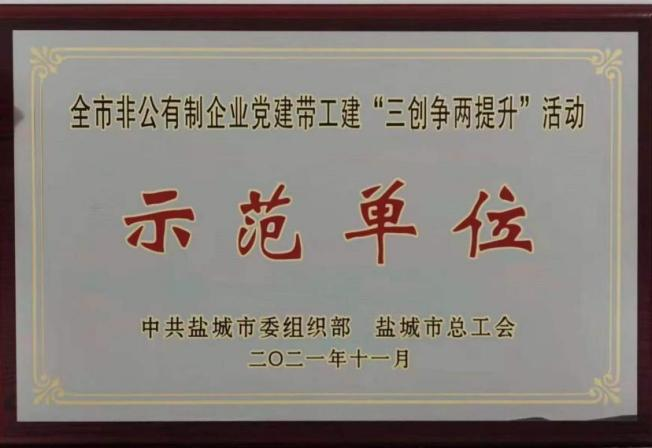 全市非公有制企业党建带工建“三创争两提升”活动
示范单位
中共盐城市委组织部 盐城市总工会
二〇二一年十一月